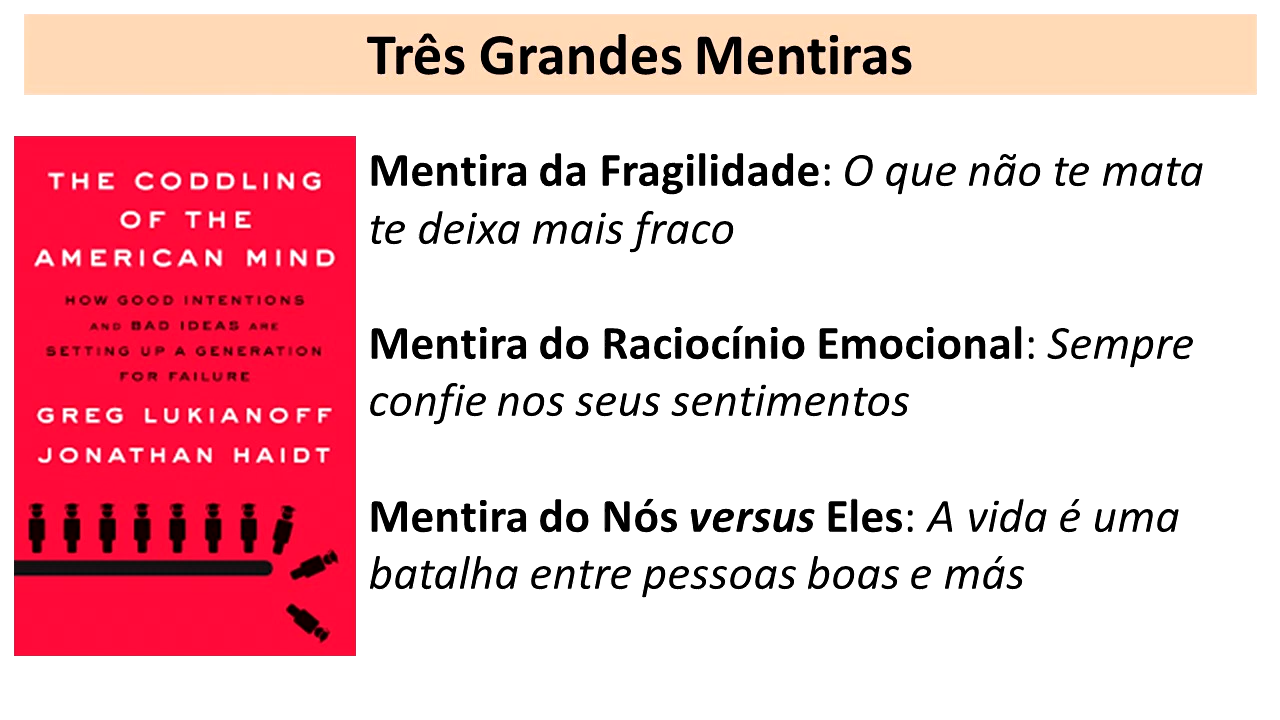 Três Grandes Mentiras
THE CODDLING
OF THE
AMERICAN MIND
HOW GOOD INTENTIONS
AND BAD IDEAS ARE
SETTING UP A GENERATION
FOR FAILURE
GREG LUKIANOFF
JONATHAN HAIDT
Mentira da Fragilidade: O que não te mata
te deixa mais fraco
Mentira do Raciocínio Emocional: Sempre
confie nos seus sentimentos
Mentira do Nós versus Eles: A vida é uma
batalha entre pessoas boas e más